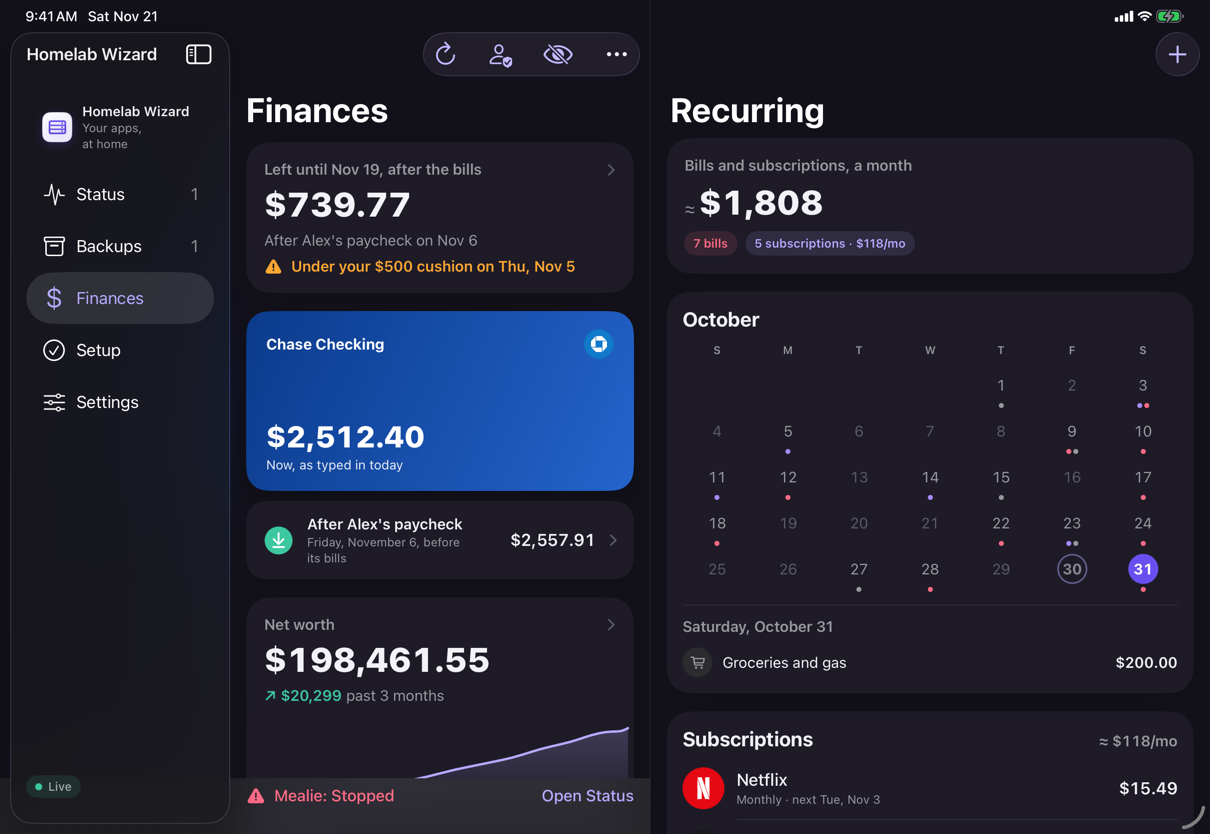 9:41 AM Sat Nov 21
Homelab Wizard
Homelab Wizard
Your apps,
at home
Status 1
Backups 1
$ Finances
Setup
Settings
Live
Finances
Left until Nov 19, after the bills
$739.77
After Alex's paycheck on Nov 6
Under your $500 cushion on Thu, Nov 5
Chase Checking
$2,512.40
Now, as typed in today
After Alex's paycheck
Friday, November 6, before
its bills
$2,557.91
Net worth
$198,461.55
$20,299 past 3 months
Mealie: Stopped Open Status
Recurring
Bills and subscriptions, a month
≈ $1,808
7 bills 5 subscriptions · $118/mo
October
S M T W T F S
1 2 3
4 5 6 7 8 9 10
11 12 13 14 15 16 17
18 19 20 21 22 23 24
25 26 27 28 29 30 31
Saturday, October 31
Groceries and gas $200.00
Subscriptions ≈ $118/mo
N
Netflix $15.49
Monthly · next Tue, Nov 3